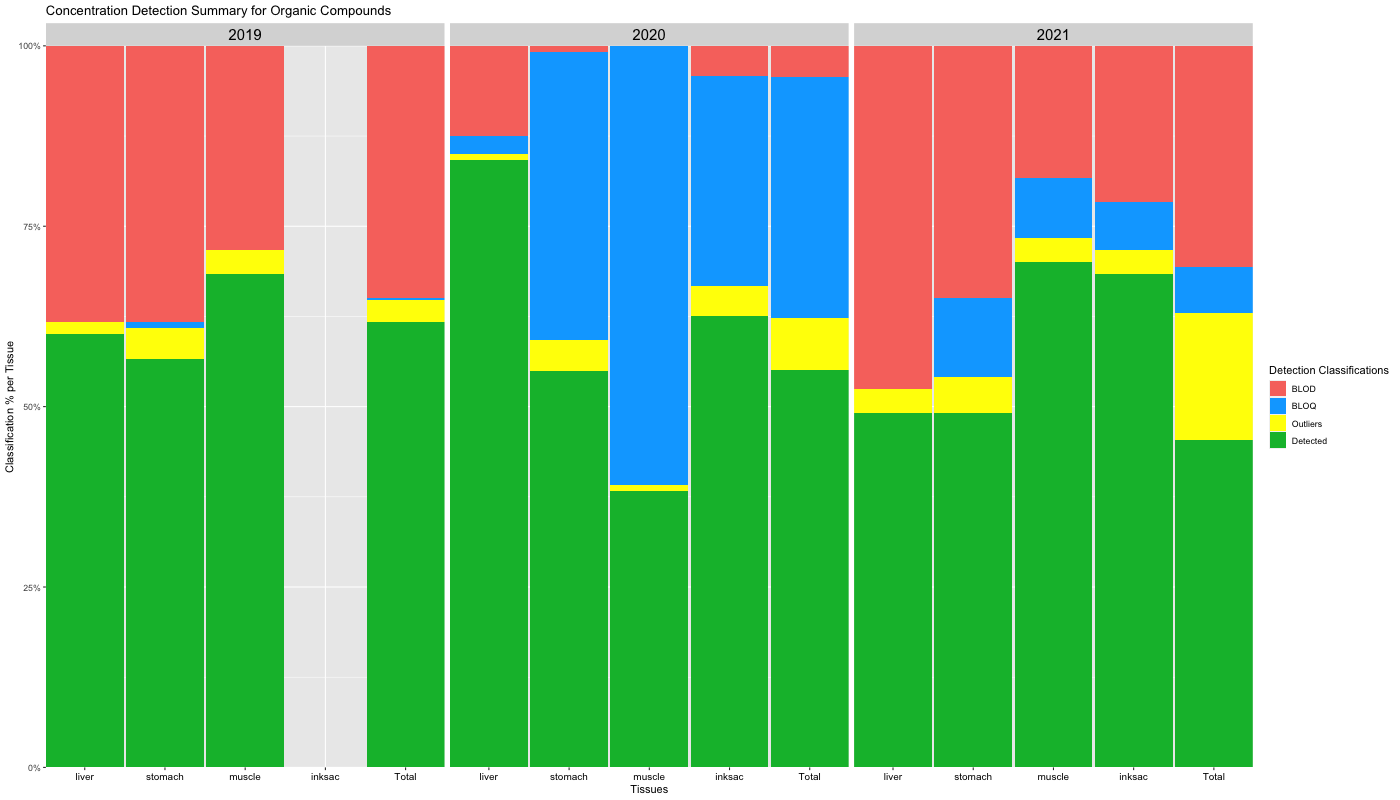 Concentration Detection Summary for Organic Compounds
2019
2020
2021
100%
75%
50%
25%
0%
Classification % per Tissue
liver
stomach
muscle
inksac
Total
liver
stomach
muscle
inksac
Total
liver
stomach
muscle
inksac
Total
Tissues
Detection Classifications
BLOD
BLOQ
Outliers
Detected